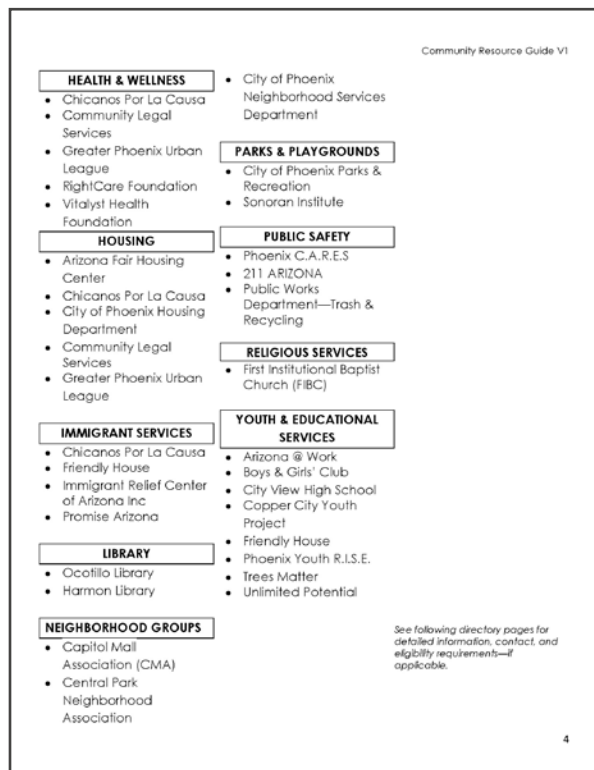 Community Resource Guide V1
HEALTH & WELLNESS
• Chicanos Por La Causa
• Community Legal
Services
• Greater Phoenix Urban
League
• RightCare Foundation
• Vitalyst Health
Foundation
HOUSING
• Arizona Fair Housing
Center
• Chicanos Por La Causa
• City of Phoenix Housing
Department
• Community Legal
Services
• Greater Phoenix Urban
League
IMMIGRANT SERVICES
• Chicanos Por La Causa
• Friendly House
• Immigrant Relief Center
of Arizona Inc
• Promise Arizona
LIBRARY
• Ocotillo Library
• Harmon Library
NEIGHBORHOOD GROUPS
• Capitol Mall
Association (CMA)
• Central Park
Neighborhood
Association
• City of Phoenix
Neighborhood Services
Department
PARKS & PLAYGROUNDS
• City of Phoenix Parks &
Recreation
• Sonoran Institute
PUBLIC SAFETY
• Phoenix C.A.R.E.S
• 211 ARIZONA
• Public Works
Department—Trash &
Recycling
RELIGIOUS SERVICES
• First Institutional Baptist
Church (FIBC)
YOUTH & EDUCATIONAL
SERVICES
• Arizona @ Work
• Boys & Girls' Club
• City View High School
• Copper City Youth
Project
• Friendly House
• Phoenix Youth R.I.S.E.
• Trees Matter
• Unlimited Potential
See following directory pages for
detailed information, contact, and
eligibility requirements—if
applicable.
4